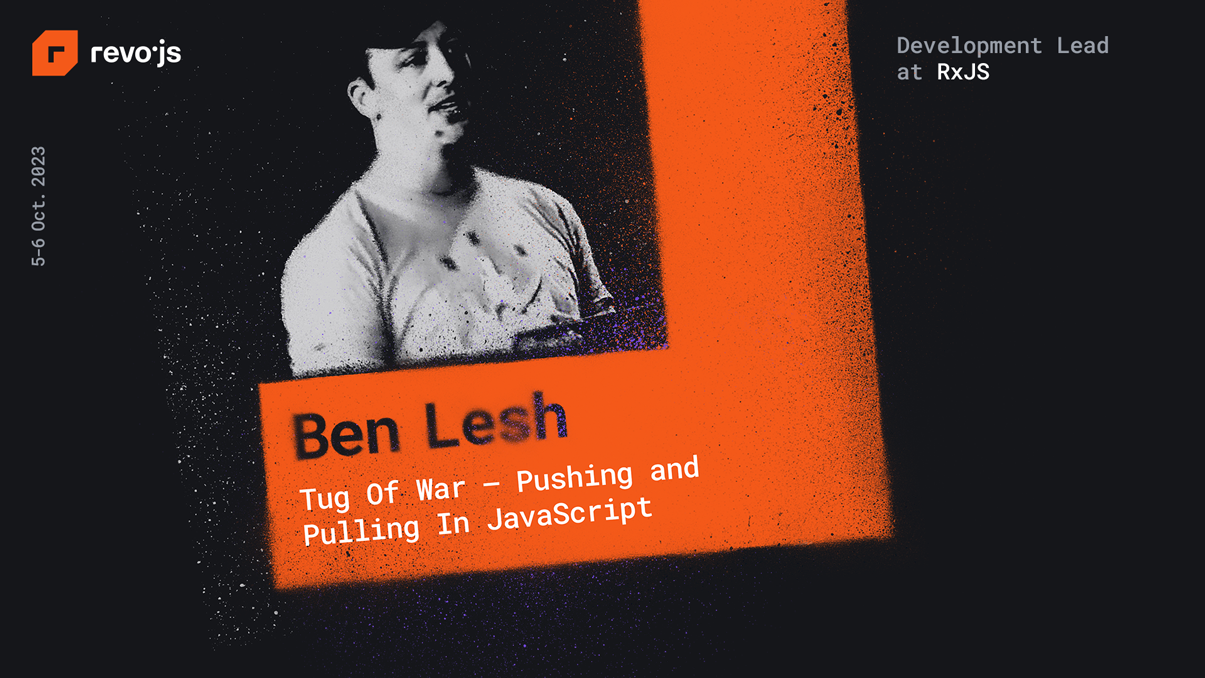 revo·js
Development Lead
at RxJS
5–6 Oct. 2023
Ben Lesh
Tug Of War – Pushing and
Pulling In JavaScript